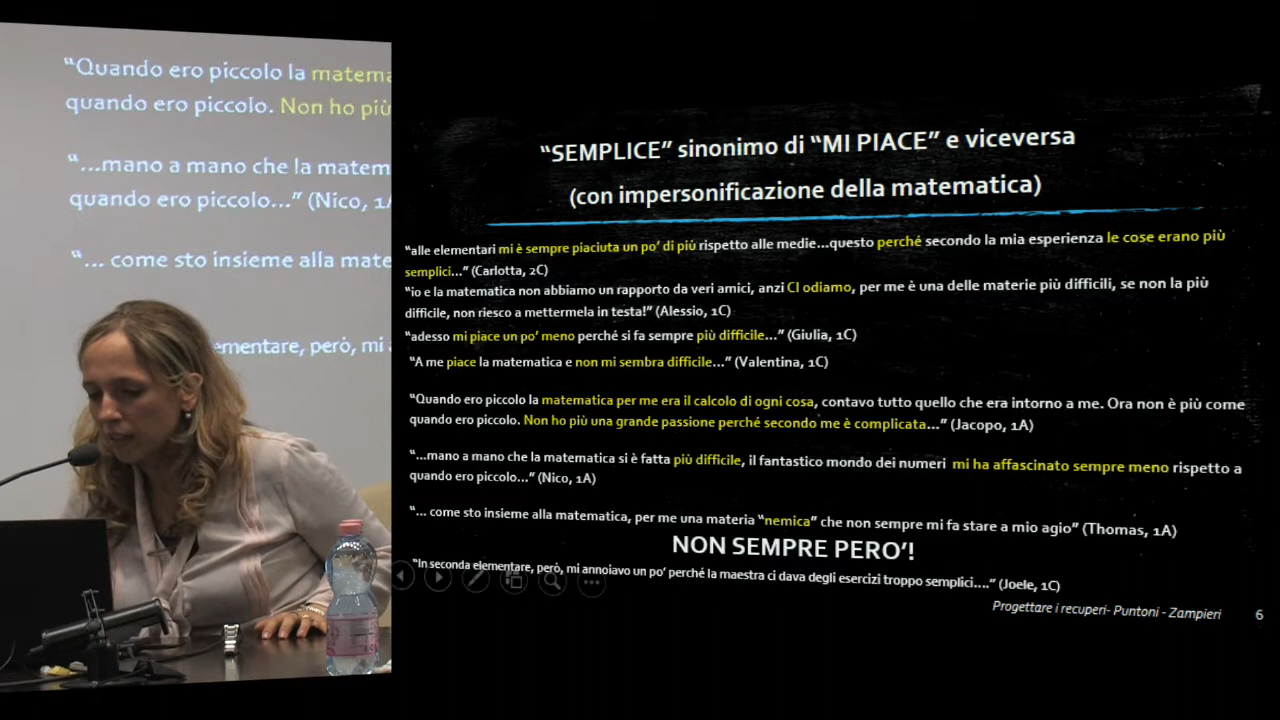 “Quando ero piccolo la matema
quando ero piccolo. Non ho più
“...mano a mano che la matem
quando ero piccolo...” (Nico, 1A
“... come sto insieme alla mate
ementare, però, mi
“SEMPLICE” sinonimo di “MI PIACE” e viceversa
(con impersonificazione della matematica)
“alle elementari mi è sempre piaciuta un po’ di più rispetto alle medie...questo perché secondo la mia esperienza le cose erano più
semplici...” (Carlotta, 2C)
“io e la matematica non abbiamo un rapporto da veri amici, anzi CI odiamo, per me è una delle materie più difficili, se non la più
difficile, non riesco a mettermela in testa!” (Alessio, 1C)
“adesso mi piace un po’ meno perché si fa sempre più difficile...” (Giulia, 1C)
“A me piace la matematica e non mi sembra difficile...” (Valentina, 1C)
“Quando ero piccolo la matematica per me era il calcolo di ogni cosa, contavo tutto quello che era intorno a me. Ora non è più come
quando ero piccolo. Non ho più una grande passione perché secondo me è complicata...” (Jacopo, 1A)
“...mano a mano che la matematica si è fatta più difficile, il fantastico mondo dei numeri mi ha affascinato sempre meno rispetto a
quando ero piccolo...” (Nico, 1A)
“... come sto insieme alla matematica, per me una materia “nemica” che non sempre mi fa stare a mio agio” (Thomas, 1A)
NON SEMPRE PERO’!
“In seconda elementare, però, mi annoiavo un po’ perché la maestra ci dava degli esercizi troppo semplici....” (Joele, 1C)
Progettare i recuperi- Puntoni - Zampieri 6